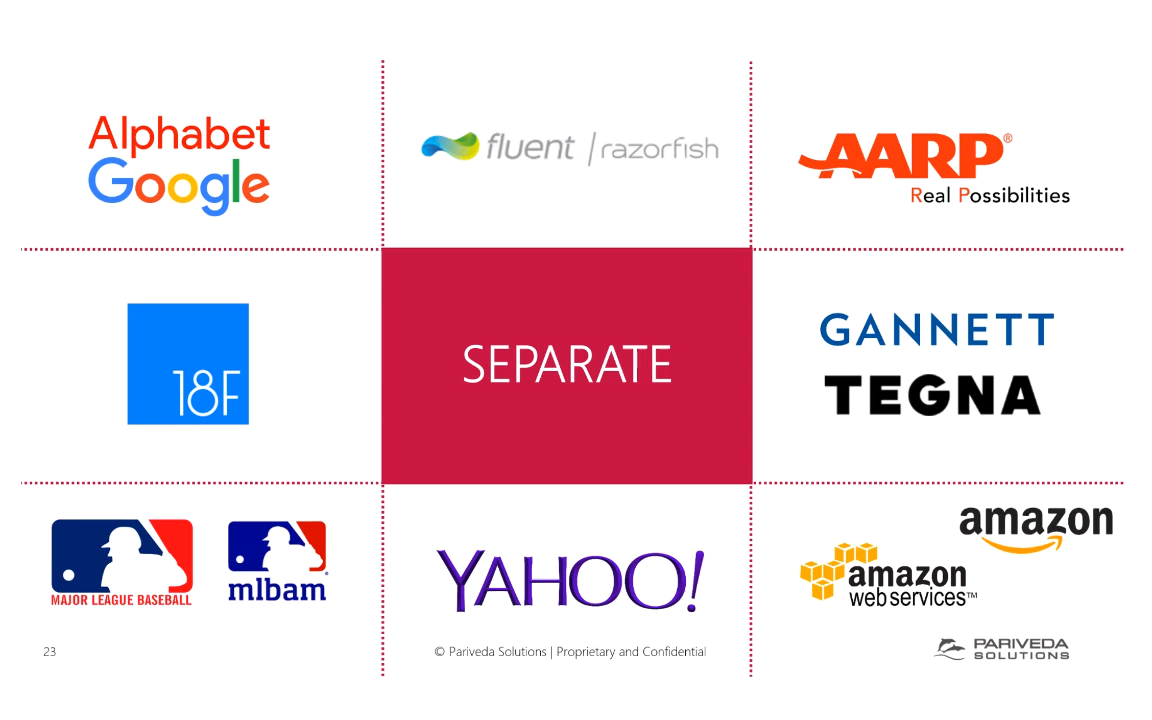 Alphabet
Google
fluent | razorfish
AARP®
Real Possibilities
18F
SEPARATE
GANNETT
TEGNA
MAJOR LEAGUE BASEBALL
mlbam®
YAHOO!
amazon
amazon
web services™
23
© Pariveda Solutions | Proprietary and Confidential
PARIVEDA
SOLUTIONS